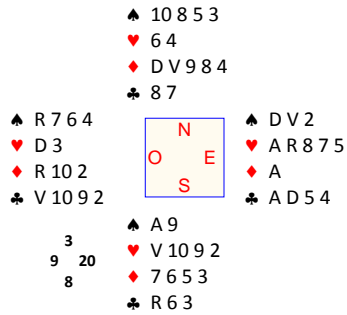 ♠ 10 8 5 3
♥ 6 4
♦ D V 9 8 4
♣ 8 7
♠ R 7 6 4
♥ D 3
♦ R 10 2
♣ V 10 9 2
N
O E
S
♠ D V 2
♥ A R 8 7 5
♦ A
♣ A D 5 4
♠ A 9
♥ V 10 9 2
♦ 7 6 5 3
♣ R 6 3
3
9 20
8